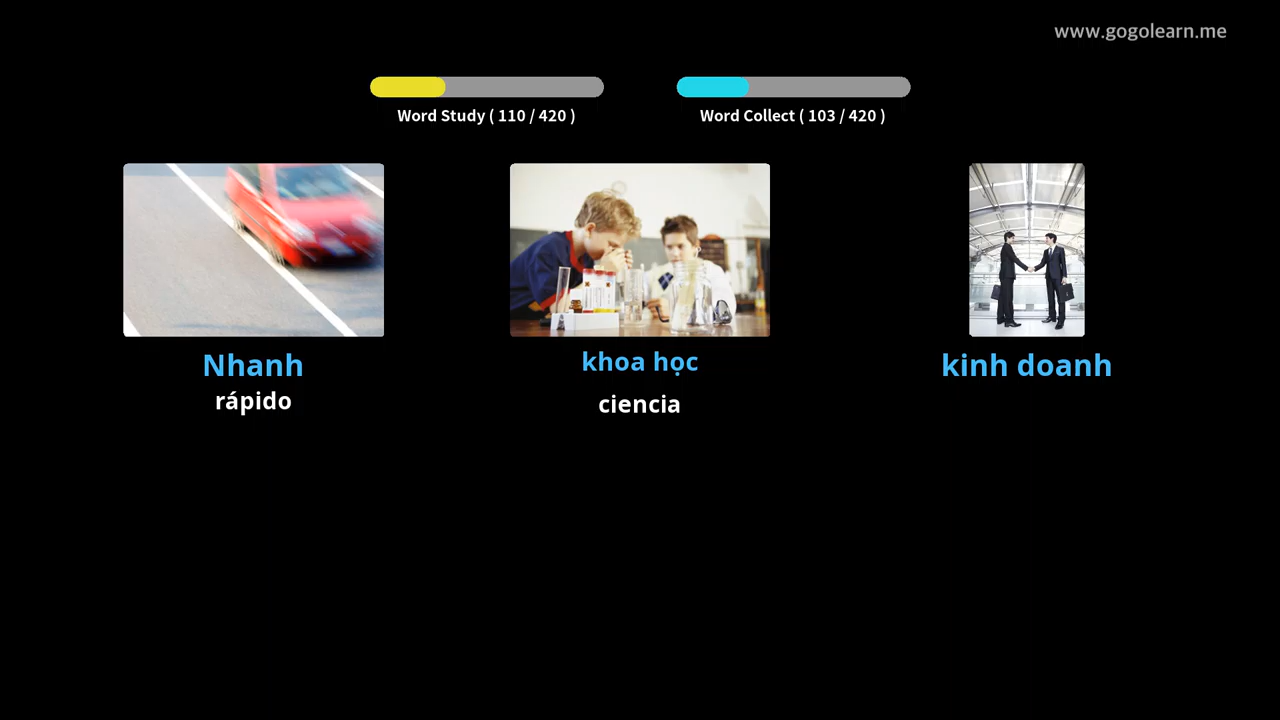 www.gogolearn.me
Word Study ( 110 / 420 )
Word Collect ( 103 / 420 )
Nhanh
rápido
khoa học
ciencia
kinh doanh